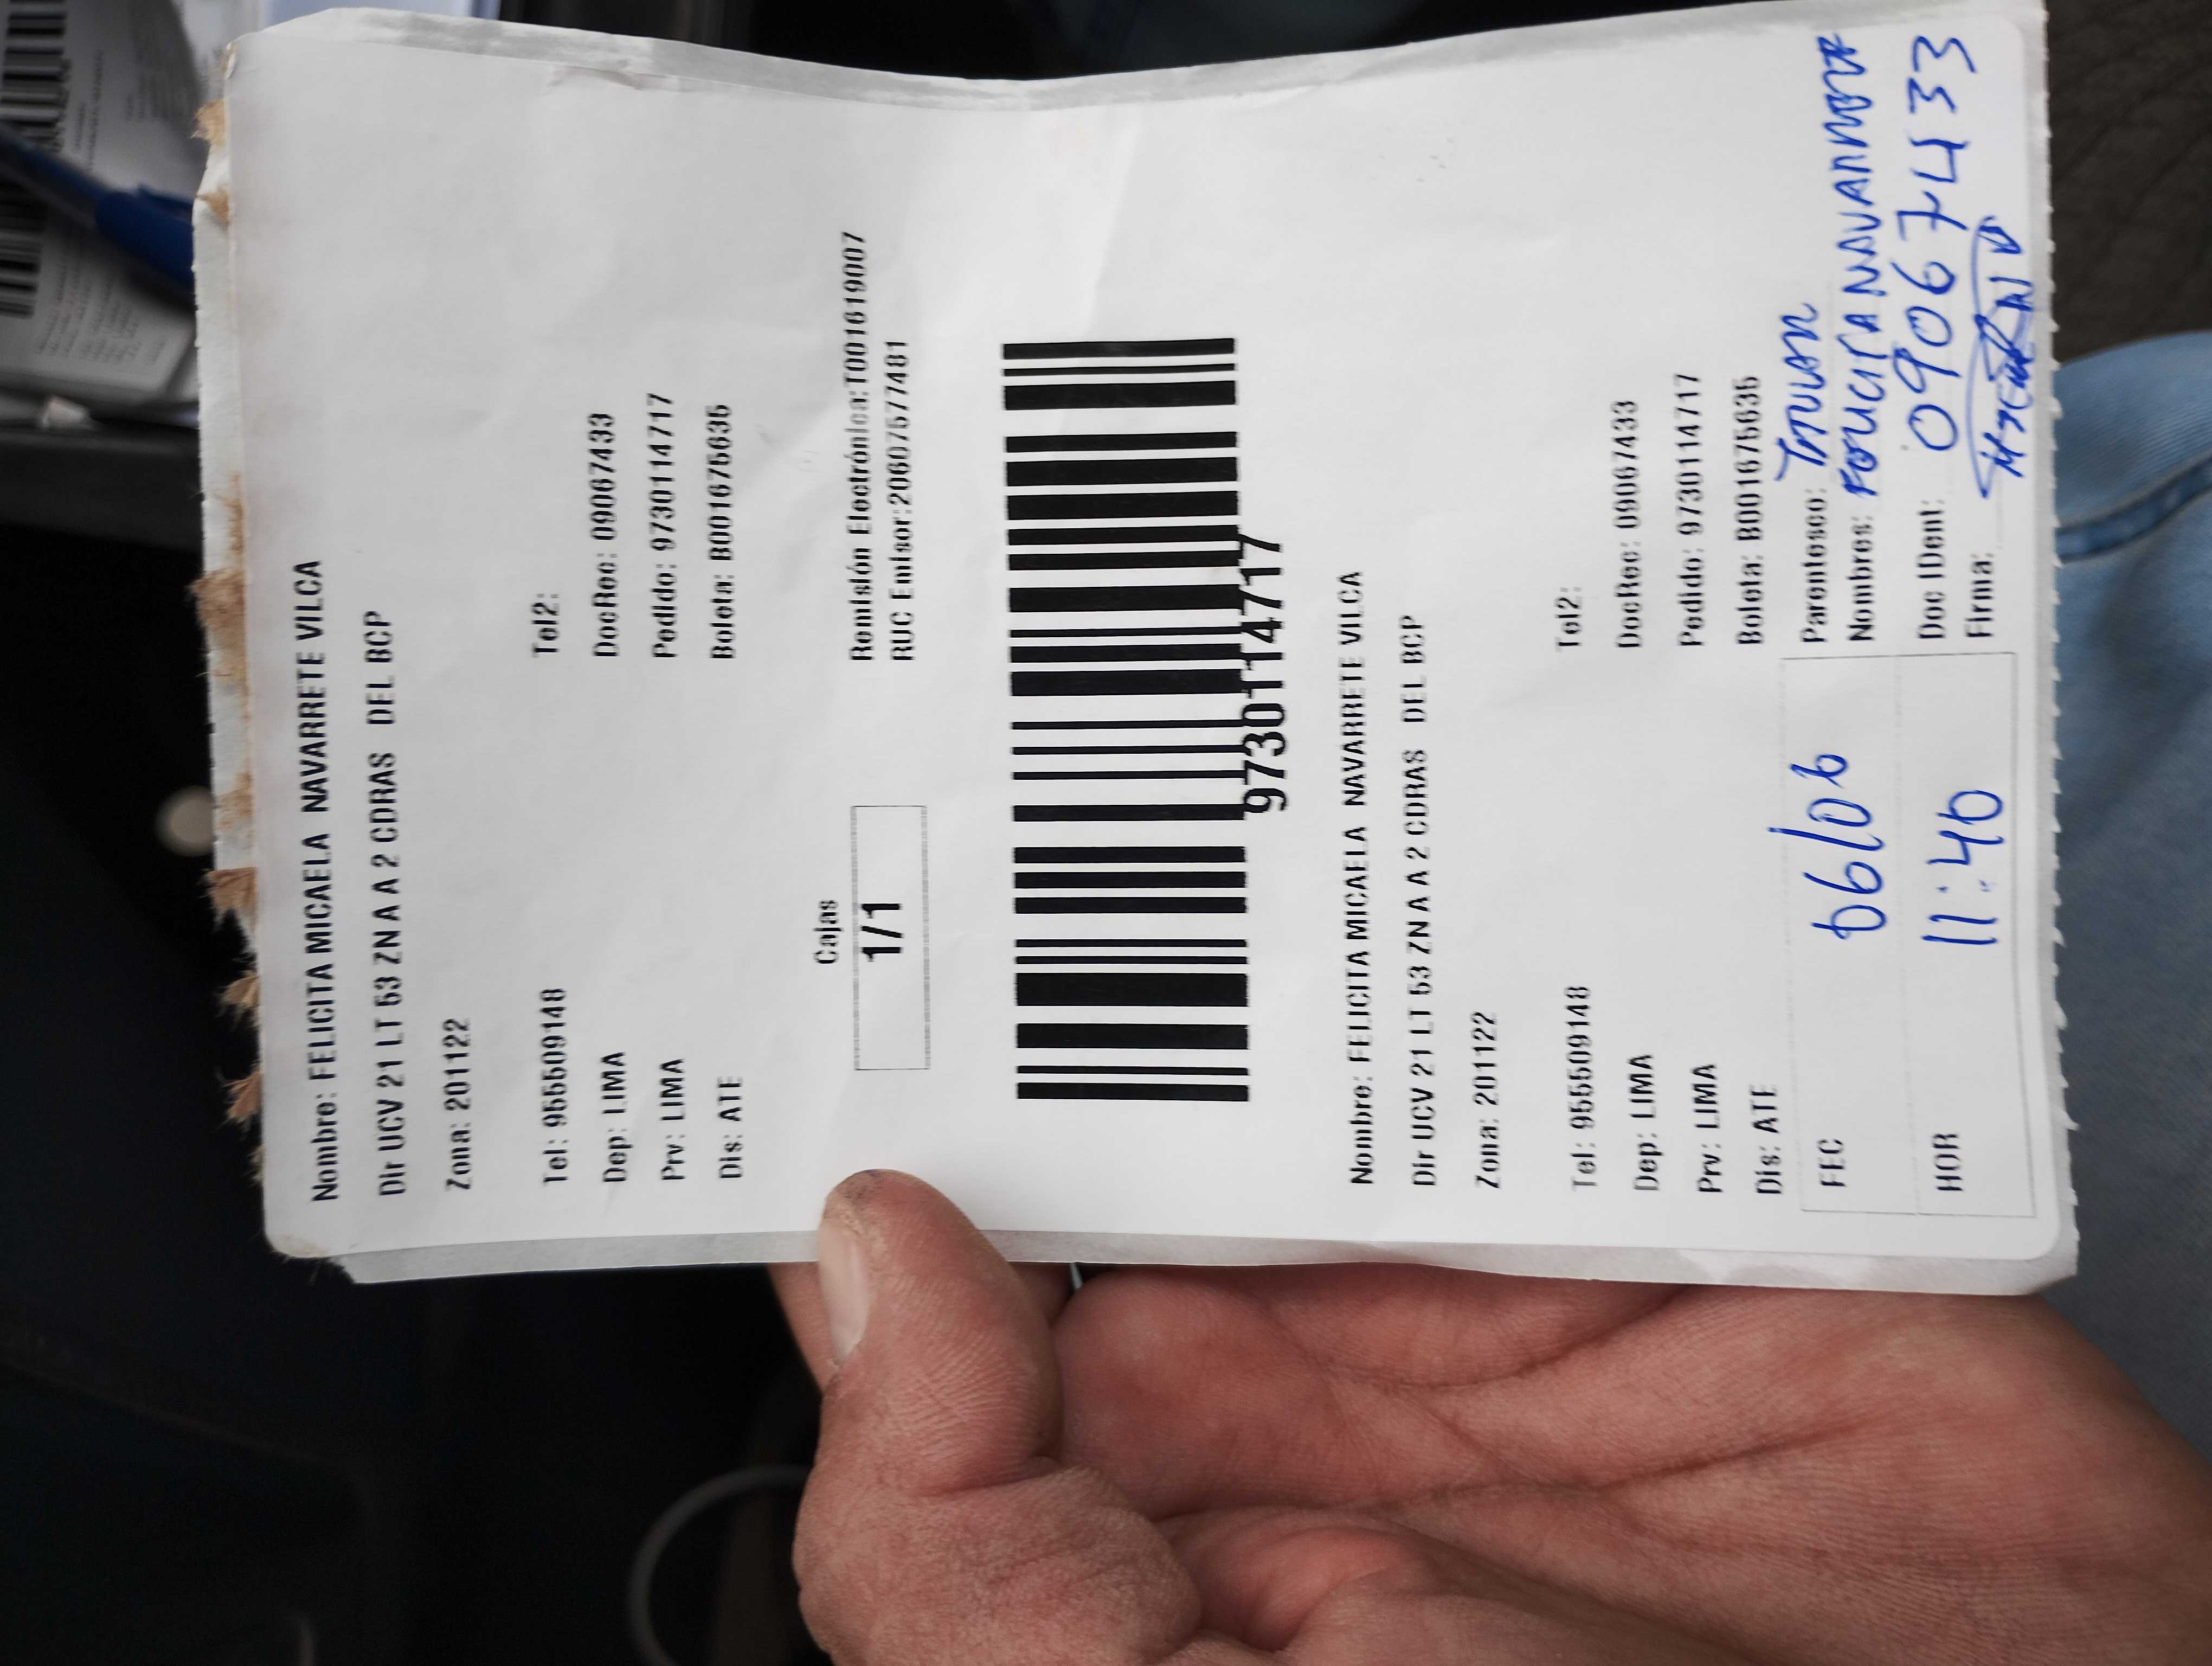 Nombre: FELICITA MICAELA NAVARRETE VILCA
Dir UCV 21 LT 53 ZN A A 2 CDRAS DEL BCP
Zona: 201122
Tel: 955509148 Tel2:
Dep: LIMA DocRec: 09067433
Prv: LIMA Pedido: 9730114717
Dis: ATE Boleta: B001675635
Cajas
1/1
Remisión Electrónica:T001619007
RUC Emisor:20607577481
9730114717
Nombre: FELICITA MICAELA NAVARRETE VILCA
Dir UCV 21 LT 53 ZN A A 2 CDRAS DEL BCP
Zona: 201122
Tel: 955509148 Tel2:
Dep: LIMA DocRec: 09067433
Prv: LIMA Pedido: 9730114717
Dis: ATE Boleta: B001675635
FEC 06/06 Parentesco: Titular
Nombres:
HOR 11:40 Doc IDent: 09067433
Firma: